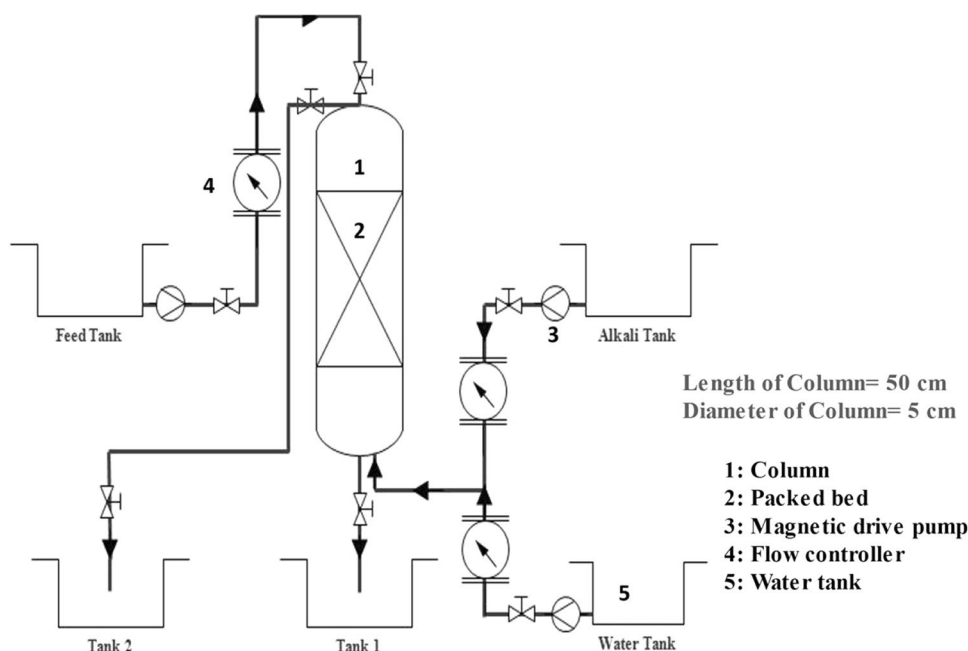 1
4
2
Feed Tank
3
Alkali Tank
Length of Column= 50 cm
Diameter of Column= 5 cm
1: Column
2: Packed bed
3: Magnetic drive pump
4: Flow controller
5: Water tank
5
Tank 2
Tank 1
Water Tank